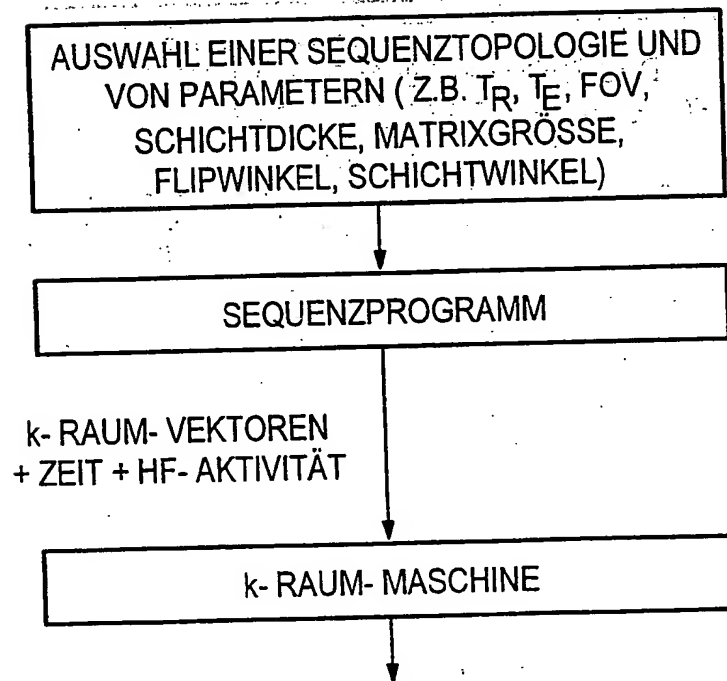 AUSWAHL EINER SEQUENZTOPOLOGIE UND
VON PARAMETERN ( Z.B. TR, TE, FOV,
SCHICHTDICKE, MATRIXGRÖSSE,
FLIPWINKEL, SCHICHTWINKEL)
SEQUENZPROGRAMM
k- RAUM- VEKTOREN
+ ZEIT + HF- AKTIVITÄT
k- RAUM- MASCHINE